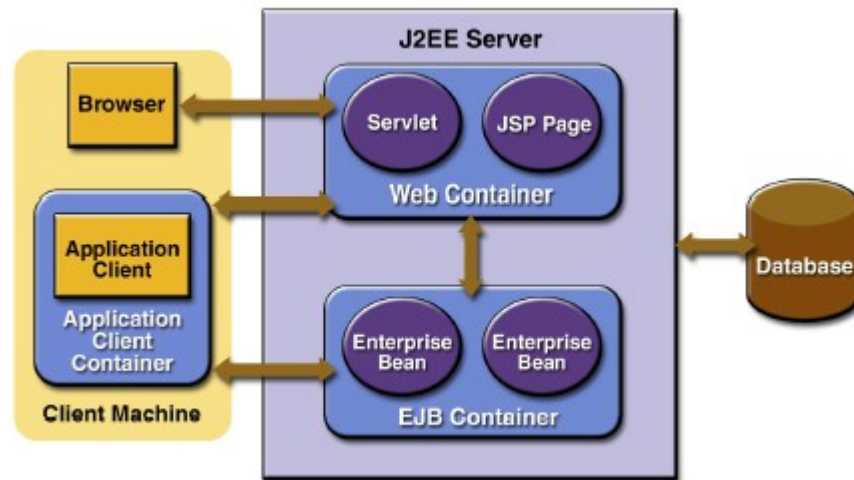 J2EE Server
Browser
Servlet
JSP Page
Web Container
Application
Client
Application
Client
Container
Client Machine
Enterprise
Bean
Enterprise
Bean
EJB Container
Database